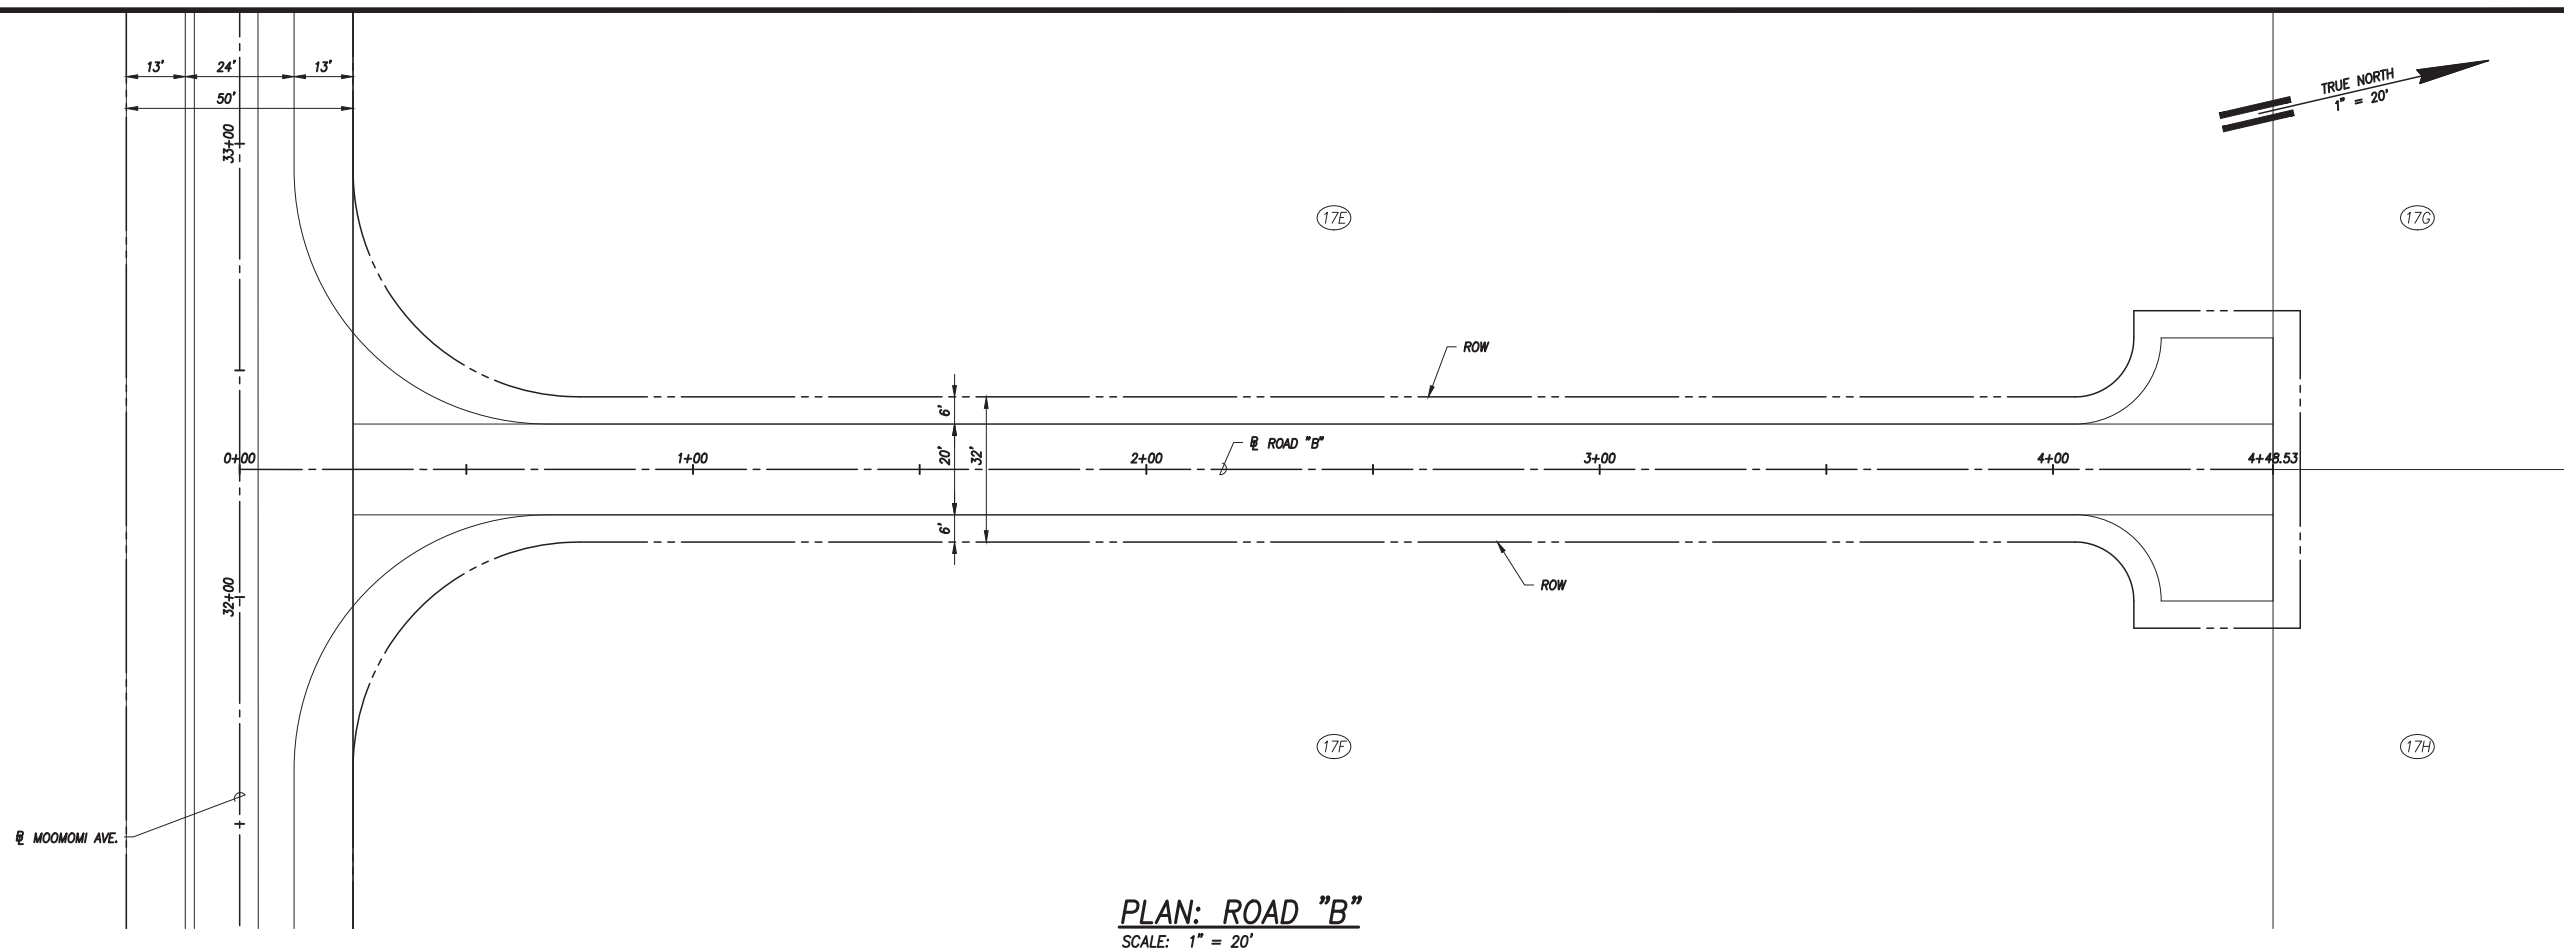 13' 24' 13'
50'
TRUE NORTH
1" = 20'
33+00
17E
17G
ROW
6'
20'
32'
6'
℄ ROAD "B"
0+00 1+00 2+00 3+00 4+00 4+48.53
32+00
ROW
17F
17H
℄ MOOMOMI AVE.
PLAN: ROAD "B"
SCALE: 1" = 20'